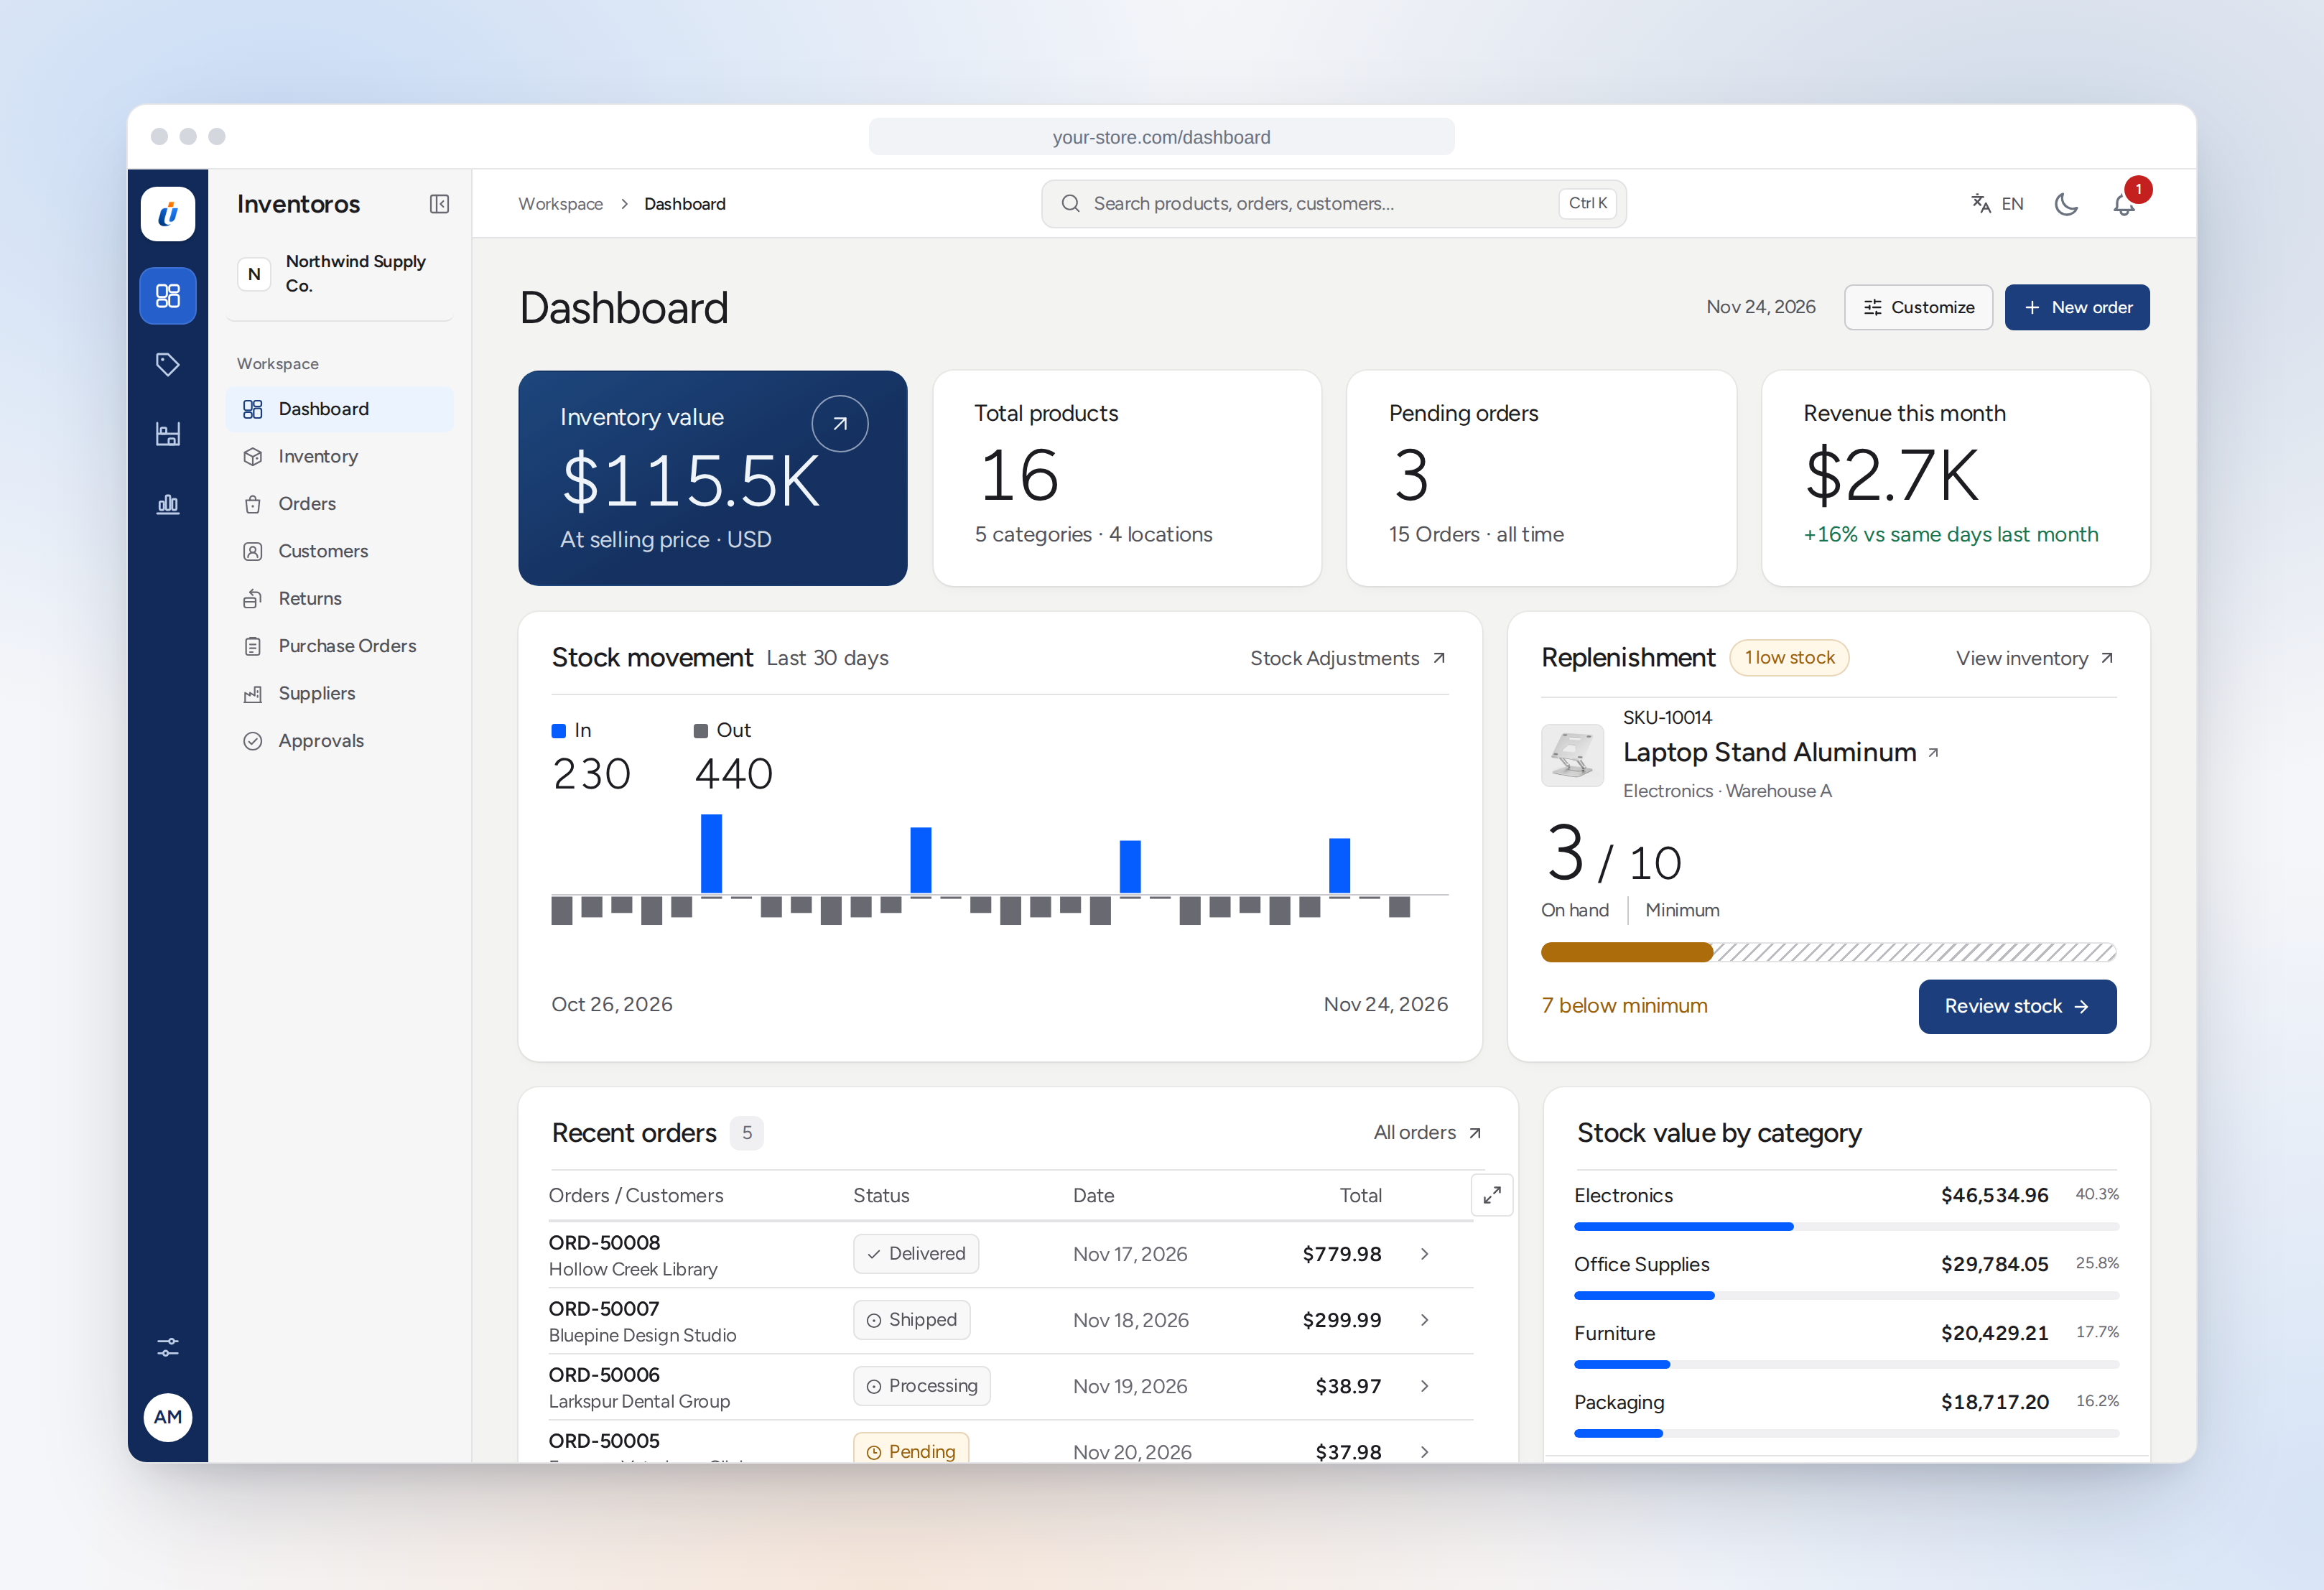 your-store.com/dashboard
Inventoros
Northwind Supply
Co.
N
Workspace
Dashboard
Inventory
Orders
Customers
Returns
Purchase Orders
Suppliers
Approvals
AM
Workspace > Dashboard
Search products, orders, customers...
Ctrl K
EN
1
Dashboard
Nov 24, 2026
Customize
New order
Inventory value
$115.5K
At selling price · USD
Total products
16
5 categories · 4 locations
Pending orders
3
15 Orders · all time
Revenue this month
$2.7K
+16% vs same days last month
Stock movement Last 30 days
Stock Adjustments
In
230
Out
440
Oct 26, 2026
Nov 24, 2026
Replenishment
1 low stock
View inventory
SKU-10014
Laptop Stand Aluminum
Electronics · Warehouse A
3 / 10
On hand
Minimum
7 below minimum
Review stock
Recent orders 5
All orders
Orders / Customers Status Date Total
ORD-50008
Hollow Creek Library
Delivered
Nov 17, 2026
$779.98
ORD-50007
Bluepine Design Studio
Shipped
Nov 18, 2026
$299.99
ORD-50006
Larkspur Dental Group
Processing
Nov 19, 2026
$38.97
ORD-50005
Pending
Nov 20, 2026
$37.98
Stock value by category
Electronics $46,534.96 40.3%
Office Supplies $29,784.05 25.8%
Furniture $20,429.21 17.7%
Packaging $18,717.20 16.2%